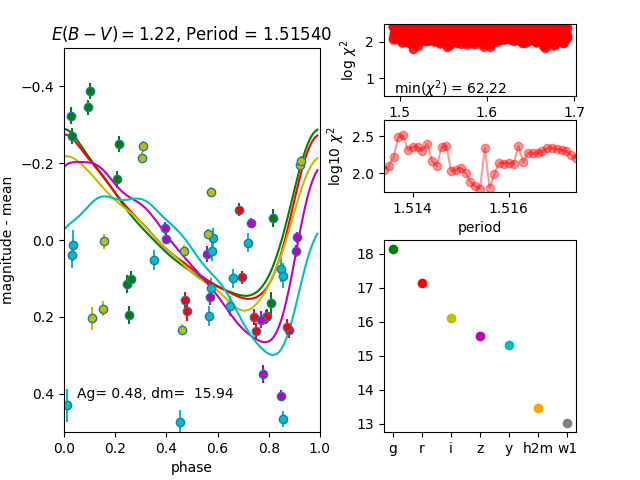 E(B − V) = 1.22, Period = 1.51540
−0.4
−0.2
0.0
0.2
0.4
magnitude - mean
Ag= 0.48, dm=  15.94
0.0 0.2 0.4 0.6 0.8 1.0
phase
log χ²
2
1
min(χ²) = 62.22
1.5 1.6 1.7
log10 χ²
2.5
2.0
1.514 1.516
period
18
17
16
15
14
13
g r i z y h2m w1